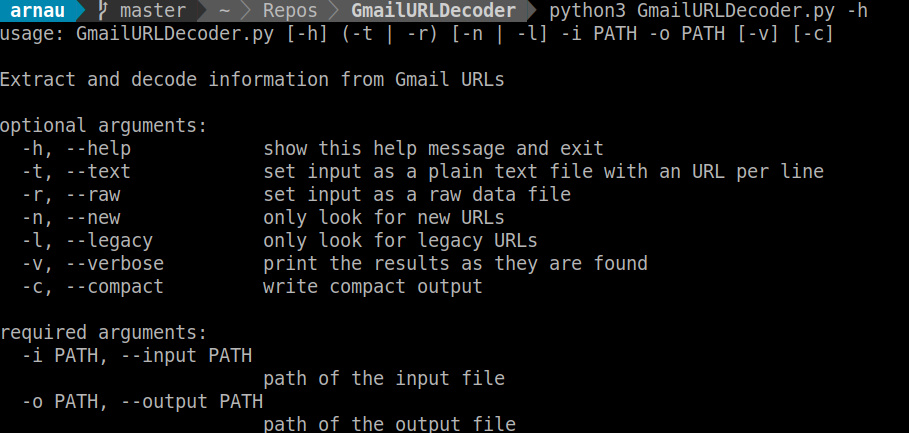 arnau master ~ Repos GmailURLDecoder python3 GmailURLDecoder.py -h
usage: GmailURLDecoder.py [-h] (-t | -r) [-n | -l] -i PATH -o PATH [-v] [-c]
Extract and decode information from Gmail URLs
optional arguments:
-h, --help show this help message and exit
-t, --text set input as a plain text file with an URL per line
-r, --raw set input as a raw data file
-n, --new only look for new URLs
-l, --legacy only look for legacy URLs
-v, --verbose print the results as they are found
-c, --compact write compact output
required arguments:
-i PATH, --input PATH
path of the input file
-o PATH, --output PATH
path of the output file